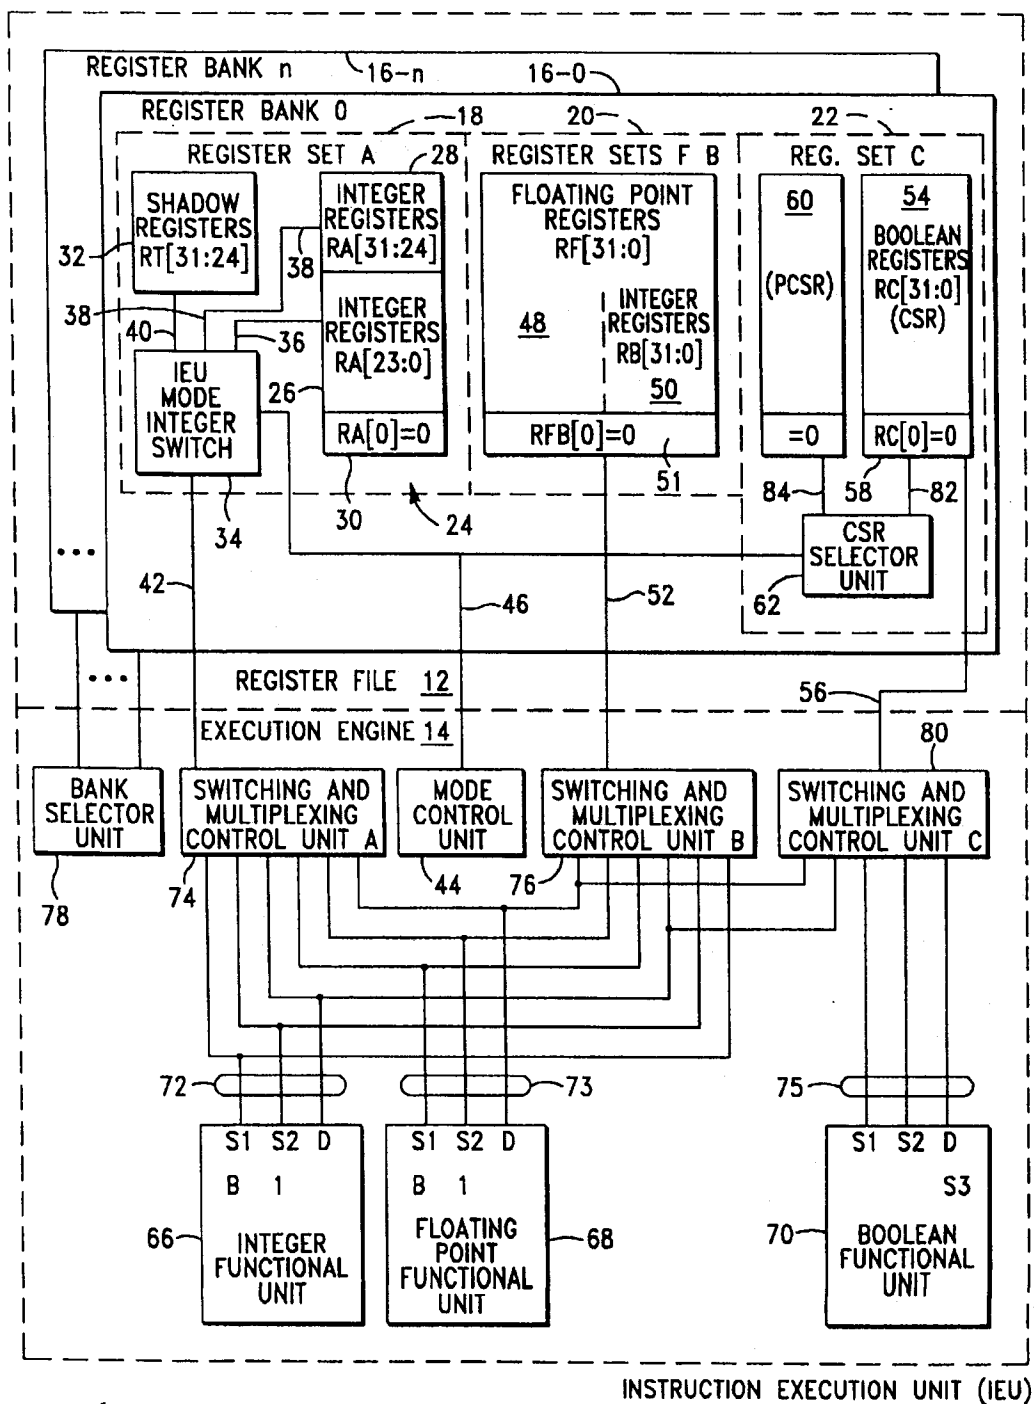 REGISTER BANK n
16-n
16-0
REGISTER BANK 0
18
20
22
REGISTER SET A
28
REGISTER SETS F B
REG. SET C
SHADOW
REGISTERS
RT[31:24]
32
INTEGER
REGISTERS
RA[31:24]
38
FLOATING POINT
REGISTERS
RF[31:0]
60
(PCSR)
54
BOOLEAN
REGISTERS
RC[31:0]
(CSR)
38
40
36
INTEGER
REGISTERS
RA[23:0]
48
INTEGER
REGISTERS
RB[31:0]
50
IEU
MODE
INTEGER
SWITCH
26
RA[0]=0
RFB[0]=0
51
=0
RC[0]=0
34
30
24
84
58
82
CSR
SELECTOR
UNIT
62
•••
42
46
52
•••
REGISTER FILE 12
56
EXECUTION ENGINE 14
80
BANK
SELECTOR
UNIT
SWITCHING AND
MULTIPLEXING
CONTROL UNIT A
MODE
CONTROL
UNIT
SWITCHING AND
MULTIPLEXING
CONTROL UNIT B
SWITCHING AND
MULTIPLEXING
CONTROL UNIT C
78
74
44
76
72
73
75
S1 S2 D
S1 S2 D
S1 S2 D
B 1
B 1
S3
66
INTEGER
FUNCTIONAL
UNIT
FLOATING
POINT
FUNCTIONAL
UNIT
68
70
BOOLEAN
FUNCTIONAL
UNIT
INSTRUCTION EXECUTION UNIT (IEU)